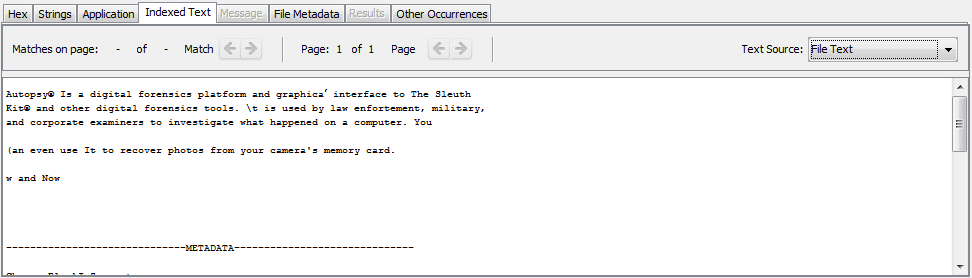 Hex Strings Application Indexed Text Message File Metadata Results Other Occurrences
Matches on page: - of - Match Page: 1 of 1 Page Text Source: File Text
Autopsy® Is a digital forensics platform and graphica’ interface to The Sleuth
Kit® and other digital forensics tools. \t is used by law enfortement, military,
and corporate examiners to investigate what happened on a computer. You
(an even use It to recover photos from your camera's memory card.
w and Now
------------------------------METADATA------------------------------